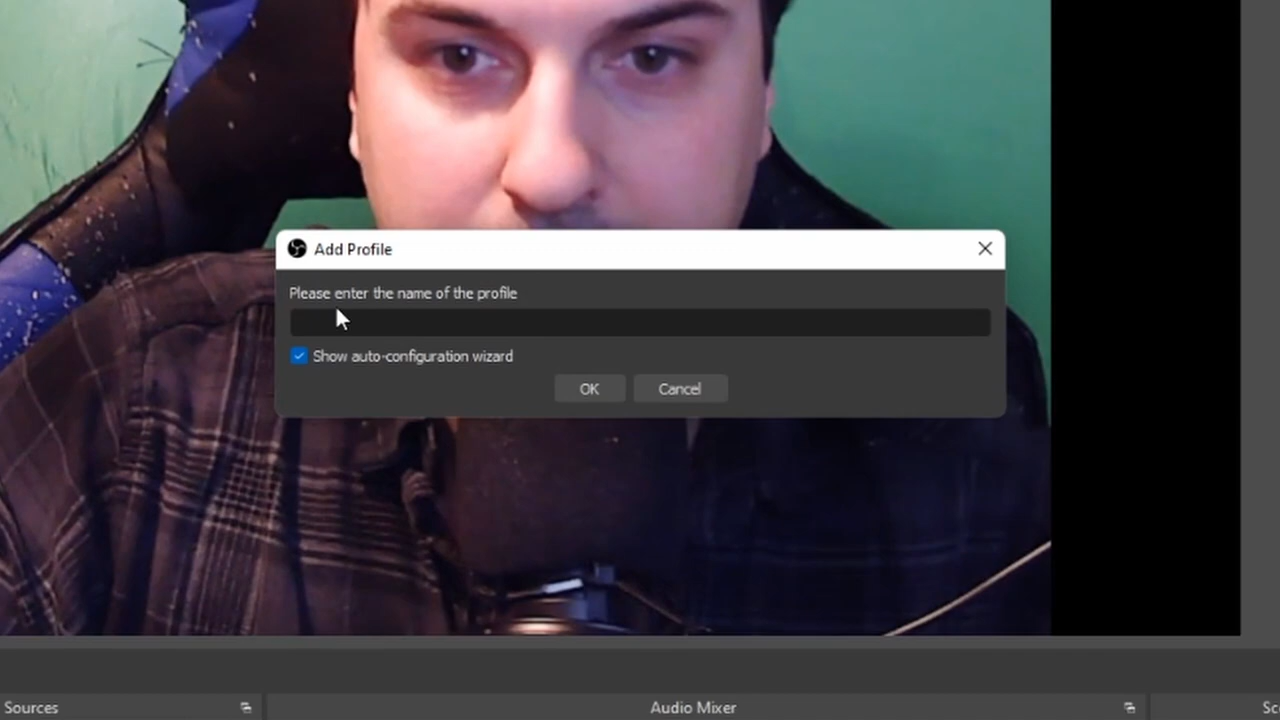 Add Profile
Please enter the name of the profile
Show auto-configuration wizard
OK
Cancel
Sources
Audio Mixer